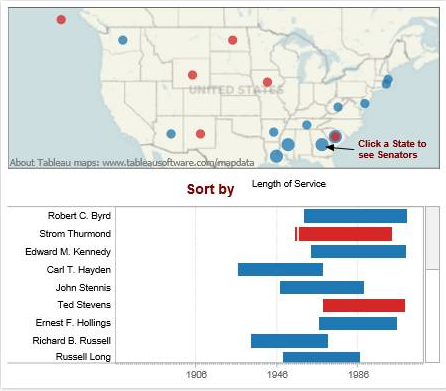 UNITED STATES
Click a State to
see Senators
About Tableau maps: www.tableausoftware.com/mapdata
Sort by Length of Service
Robert C. Byrd
Strom Thurmond
Edward M. Kennedy
Carl T. Hayden
John Stennis
Ted Stevens
Ernest F. Hollings
Richard B. Russell
Russell Long
1906 1946 1986